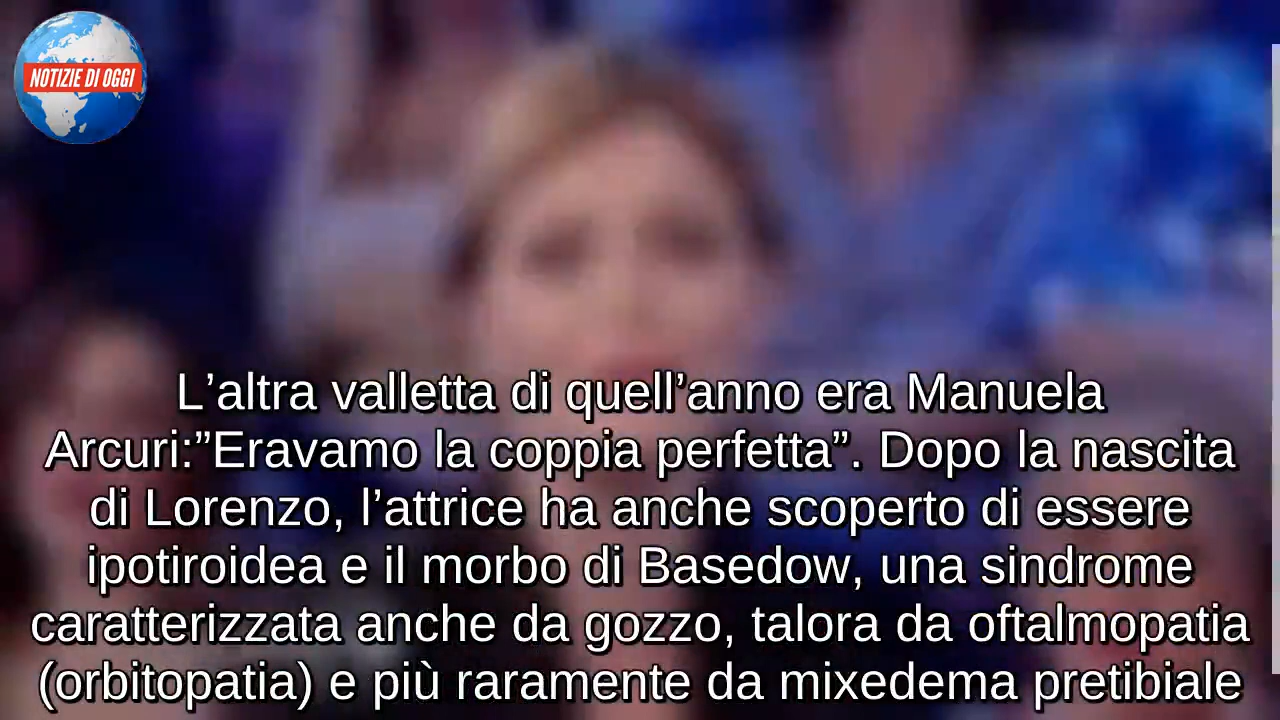 NOTIZIE DI OGGI
L’altra valletta di quell’anno era Manuela
Arcuri:”Eravamo la coppia perfetta”. Dopo la nascita
di Lorenzo, l’attrice ha anche scoperto di essere
ipotiroidea e il morbo di Basedow, una sindrome
caratterizzata anche da gozzo, talora da oftalmopatia
(orbitopatia) e più raramente da mixedema pretibiale